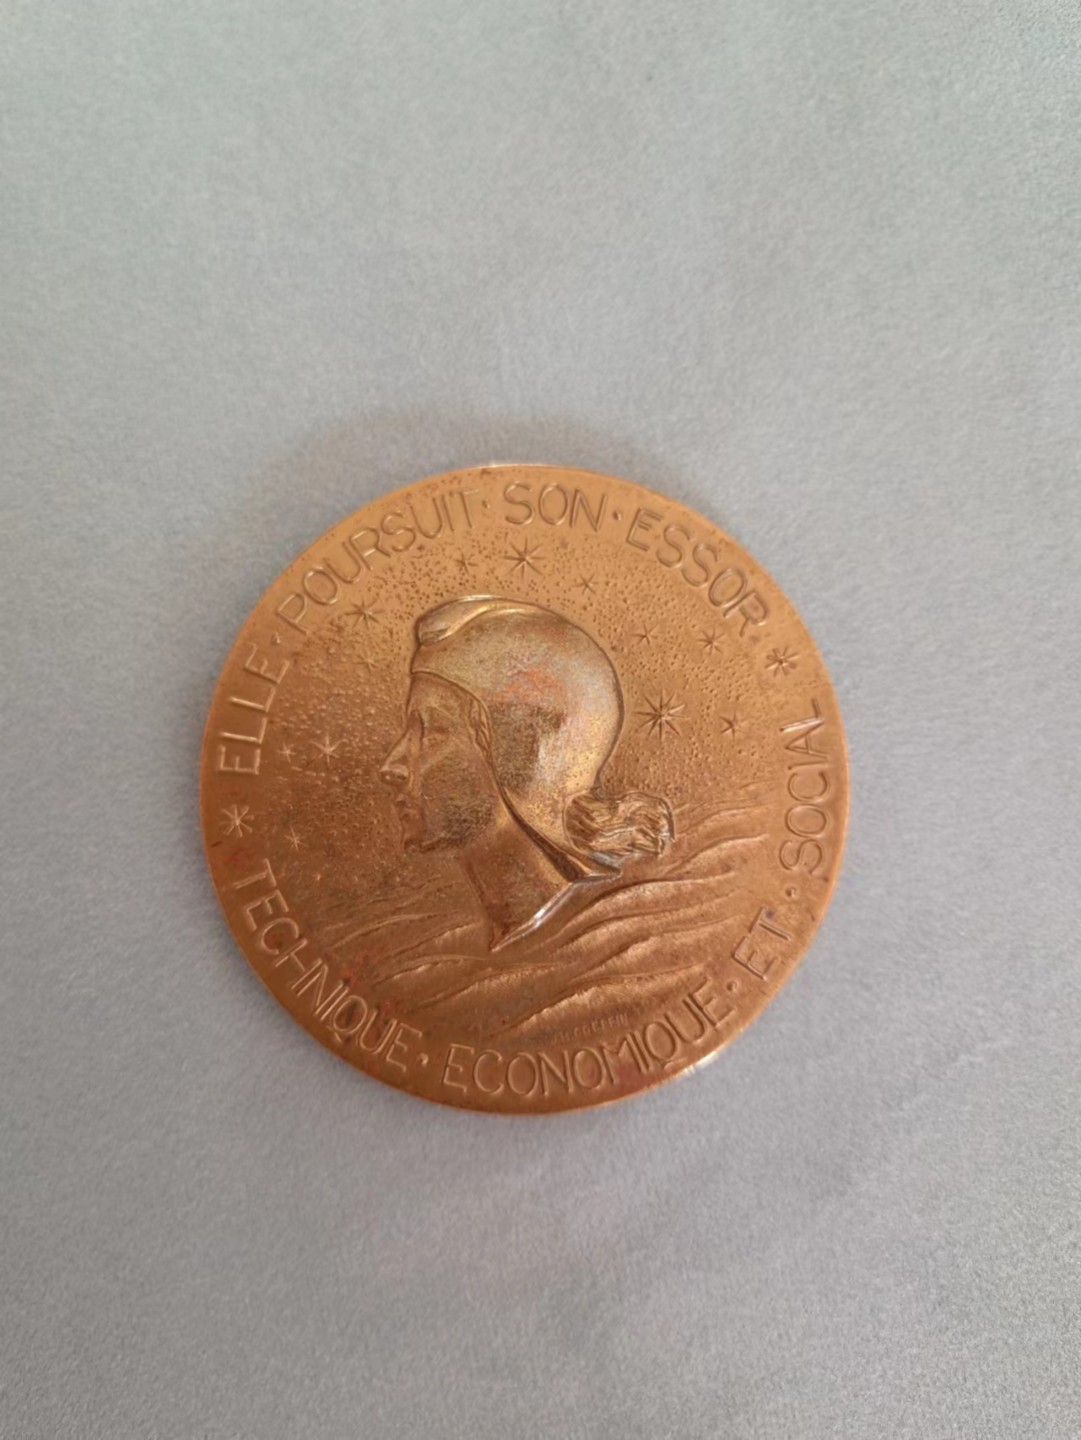 ELLE · POURSUIT · SON · ESSOR ·
TECHNIQUE · ECONOMIQUE · ET · SOCIAL